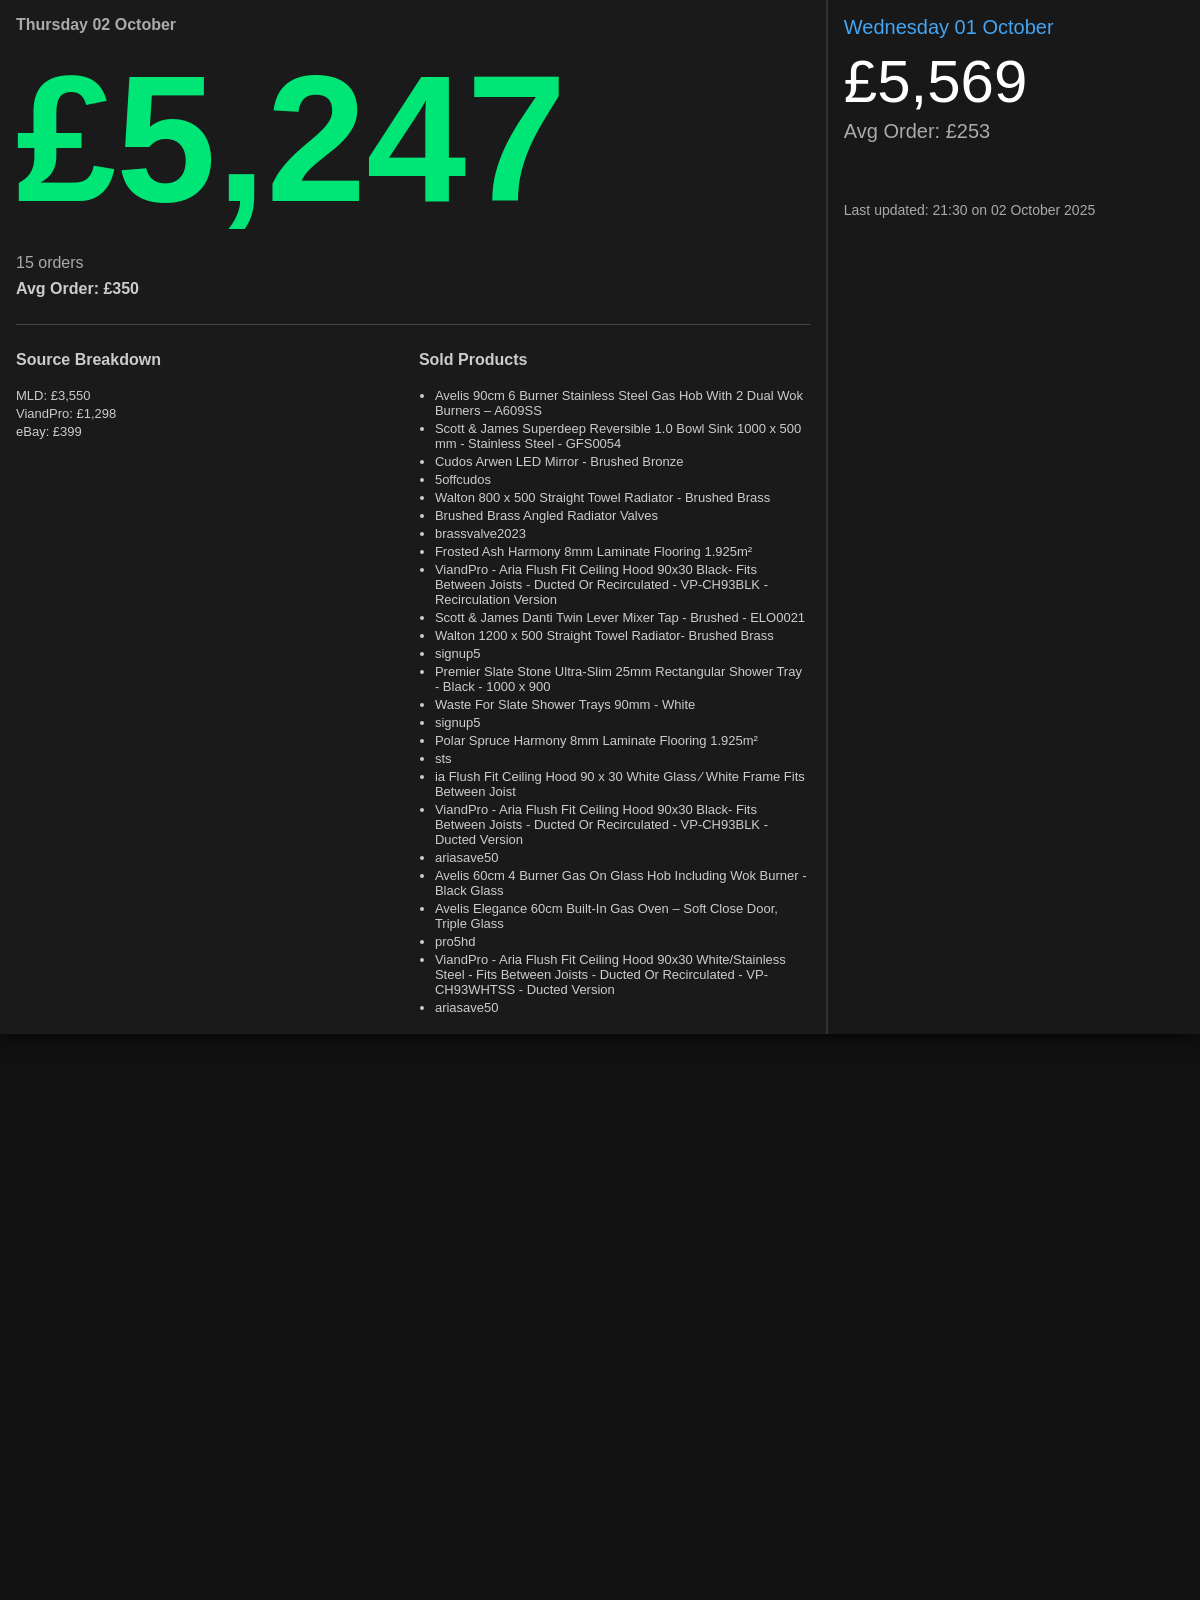 Thursday 02 October
£5,247
15 orders
Avg Order: £350
Source Breakdown
MLD: £3,550
ViandPro: £1,298
eBay: £399
Sold Products
Avelis 90cm 6 Burner Stainless Steel Gas Hob With 2 Dual Wok
Burners – A609SS
Scott & James Superdeep Reversible 1.0 Bowl Sink 1000 x 500
mm - Stainless Steel - GFS0054
Cudos Arwen LED Mirror - Brushed Bronze
5offcudos
Walton 800 x 500 Straight Towel Radiator - Brushed Brass
Brushed Brass Angled Radiator Valves
brassvalve2023
Frosted Ash Harmony 8mm Laminate Flooring 1.925m²
ViandPro - Aria Flush Fit Ceiling Hood 90x30 Black- Fits
Between Joists - Ducted Or Recirculated - VP-CH93BLK -
Recirculation Version
Scott & James Danti Twin Lever Mixer Tap - Brushed - ELO0021
Walton 1200 x 500 Straight Towel Radiator- Brushed Brass
signup5
Premier Slate Stone Ultra-Slim 25mm Rectangular Shower Tray
- Black - 1000 x 900
Waste For Slate Shower Trays 90mm - White
signup5
Polar Spruce Harmony 8mm Laminate Flooring 1.925m²
sts
ia Flush Fit Ceiling Hood 90 x 30 White Glass ⁄ White Frame Fits
Between Joist
ViandPro - Aria Flush Fit Ceiling Hood 90x30 Black- Fits
Between Joists - Ducted Or Recirculated - VP-CH93BLK -
Ducted Version
ariasave50
Avelis 60cm 4 Burner Gas On Glass Hob Including Wok Burner -
Black Glass
Avelis Elegance 60cm Built-In Gas Oven – Soft Close Door,
Triple Glass
pro5hd
ViandPro - Aria Flush Fit Ceiling Hood 90x30 White/Stainless
Steel - Fits Between Joists - Ducted Or Recirculated - VP-
CH93WHTSS - Ducted Version
ariasave50
Wednesday 01 October
£5,569
Avg Order: £253
Last updated: 21:30 on 02 October 2025